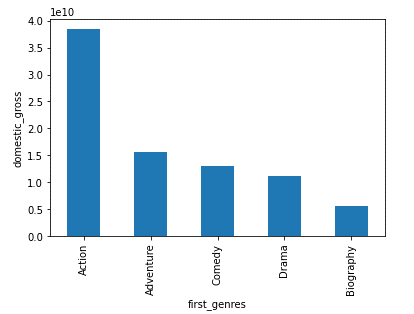 1e10
4.0
3.5
3.0
2.5
2.0
1.5
1.0
0.5
0.0
domestic_gross
Action
Adventure
Comedy
Drama
Biography
first_genres